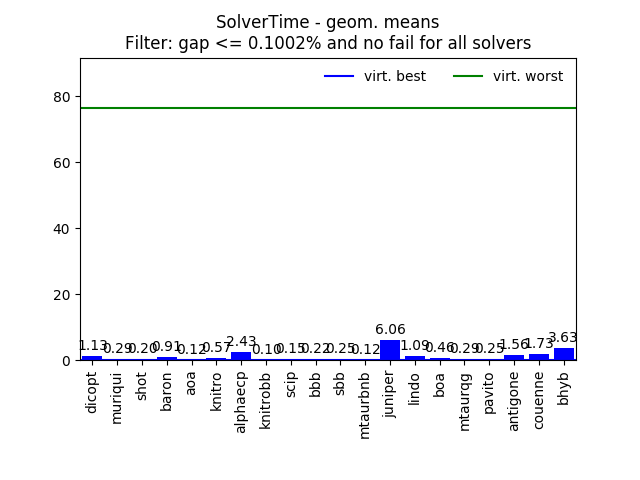 SolverTime - geom. means
Filter: gap <= 0.1002% and no fail for all solvers
virt. best
virt. worst
80
60
40
20
0
1.13
0.29
0.20
0.91
0.12
0.57
2.43
0.10
0.15
0.22
0.25
0.12
6.06
1.09
0.46
0.29
0.25
1.56
1.73
3.63
dicopt
muriqui
shot
baron
aoa
knitro
alphaecp
knitrobb
scip
bbb
sbb
mtaurbnb
juniper
lindo
boa
mtaurqg
pavito
antigone
couenne
bhyb